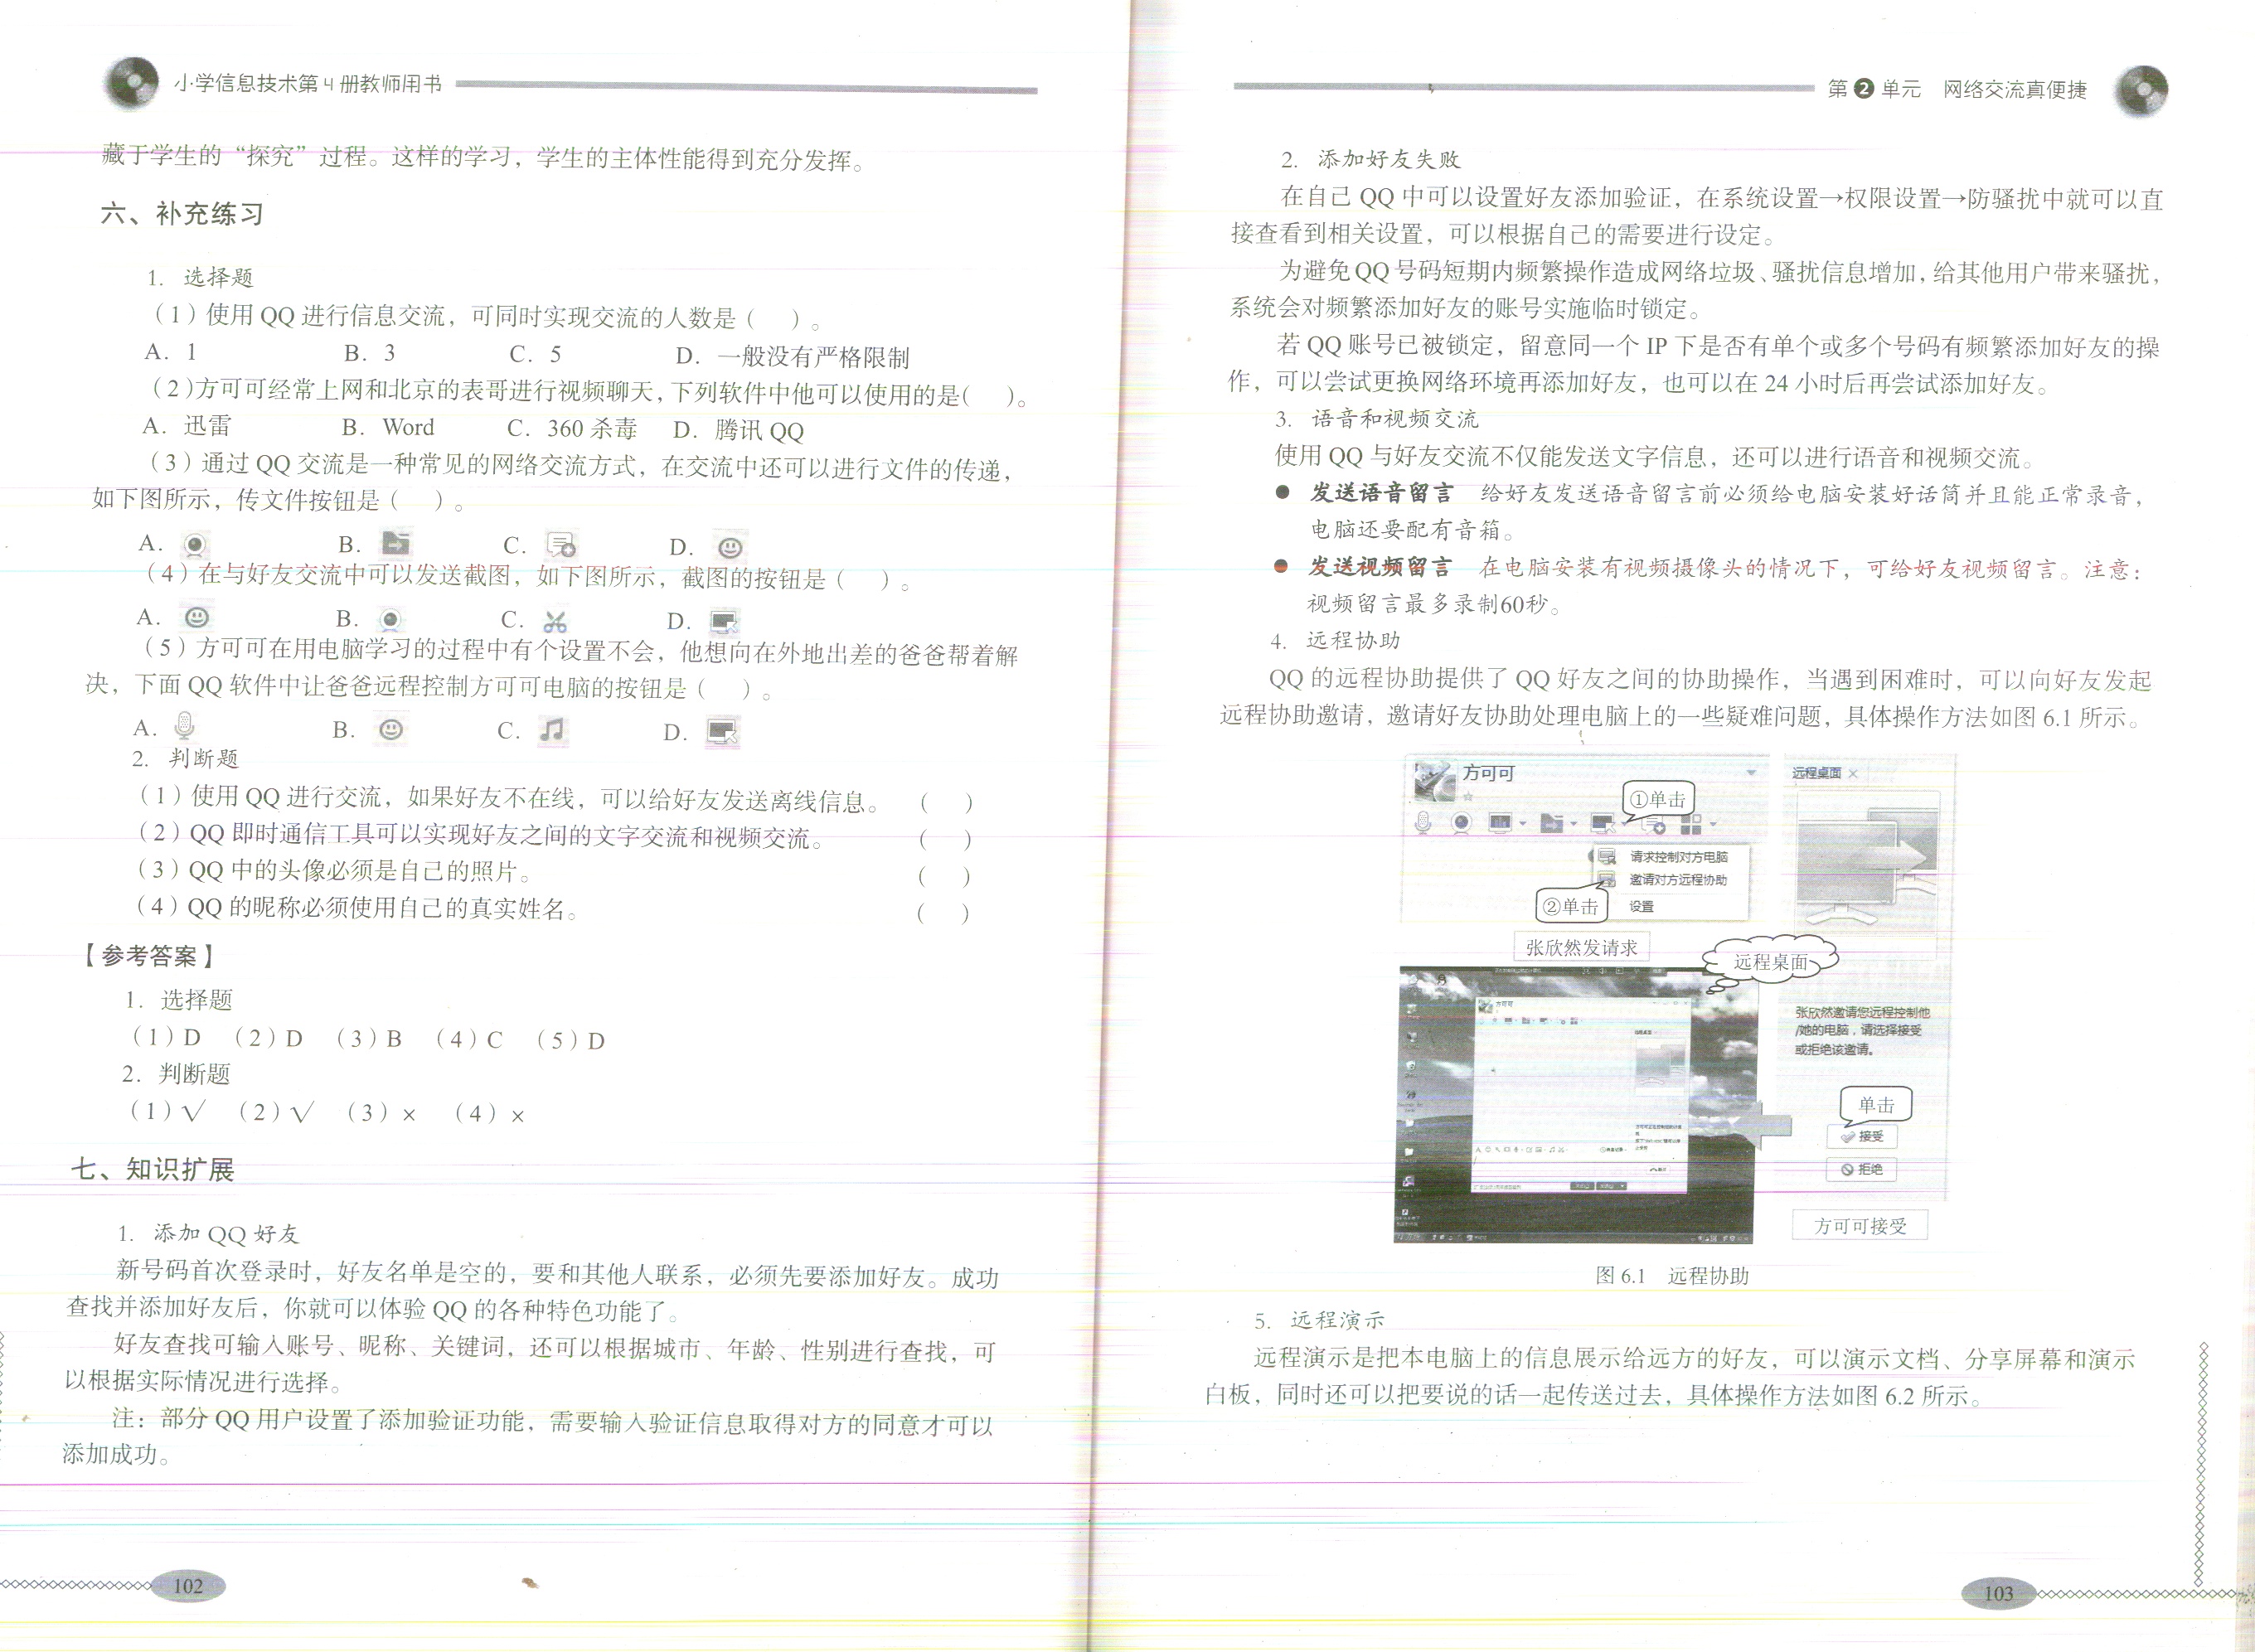 小学信息技术第4册教师用书
藏于学生的“探究”过程。这样的学习，学生的主体性能得到充分发挥。
六、补充练习
1. 选择题
（1）使用 QQ 进行信息交流，可同时实现交流的人数是（　）。
A. 1　B. 3　C. 5　D. 一般没有严格限制
（2）方可可经常上网和北京的表哥进行视频聊天，下列软件中他可以使用的是（　）。
A. 迅雷　B. Word　C. 360 杀毒　D. 腾讯 QQ
（3）通过 QQ 交流是一种常见的网络交流方式，在交流中还可以进行文件的传递，
如下图所示，传文件按钮是（　）。
A.　B.　C.　D.
（4）在与好友交流中可以发送截图，如下图所示，截图的按钮是（　）。
A.　B.　C.　D.
（5）方可可在用电脑学习的过程中有个设置不会，他想向在外地出差的爸爸帮着解
决，下面 QQ 软件中让爸爸远程控制方可可电脑的按钮是（　）。
A.　B.　C.　D.
2. 判断题
（1）使用 QQ 进行交流，如果好友不在线，可以给好友发送离线信息。（　）
（2）QQ 即时通信工具可以实现好友之间的文字交流和视频交流。（　）
（3）QQ 中的头像必须是自己的照片。（　）
（4）QQ 的昵称必须使用自己的真实姓名。（　）
【参考答案】
1. 选择题
（1）D （2）D （3）B （4）C （5）D
2. 判断题
（1）√ （2）√ （3）× （4）×
七、知识扩展
1. 添加 QQ 好友
新号码首次登录时，好友名单是空的，要和其他人联系，必须先要添加好友。成功
查找并添加好友后，你就可以体验 QQ 的各种特色功能了。
好友查找可输入账号、昵称、关键词，还可以根据城市、年龄、性别进行查找，可
以根据实际情况进行选择。
注：部分 QQ 用户设置了添加验证功能，需要输入验证信息取得对方的同意才可以
添加成功。
102
第2单元　网络交流真便捷
2. 添加好友失败
在自己 QQ 中可以设置好友添加验证，在系统设置→权限设置→防骚扰中就可以直
接查看到相关设置，可以根据自己的需要进行设定。
为避免 QQ 号码短期内频繁操作造成网络垃圾、骚扰信息增加，给其他用户带来骚扰，
系统会对频繁添加好友的账号实施临时锁定。
若 QQ 账号已被锁定，留意同一个 IP 下是否有单个或多个号码有频繁添加好友的操
作，可以尝试更换网络环境再添加好友，也可以在 24 小时后再尝试添加好友。
3. 语音和视频交流
使用 QQ 与好友交流不仅能发送文字信息，还可以进行语音和视频交流。
● 发送语音留言　给好友发送语音留言前必须给电脑安装好话筒并且能正常录音，
电脑还要配有音箱。
● 发送视频留言　在电脑安装有视频摄像头的情况下，可给好友视频留言。注意：
视频留言最多录制60秒。
4. 远程协助
QQ 的远程协助提供了 QQ 好友之间的协助操作，当遇到困难时，可以向好友发起
远程协助邀请，邀请好友协助处理电脑上的一些疑难问题，具体操作方法如图 6.1 所示。
方可可
①单击
请求控制对方电脑
邀请对方远程协助
设置
②单击
张欣然发请求
远程桌面 ×
远程桌面
张欣然邀请您远程控制他
/她的电脑，请选择接受
或拒绝该邀请。
单击
接受
拒绝
方可可接受
图 6.1　远程协助
5. 远程演示
远程演示是把本电脑上的信息展示给远方的好友，可以演示文档、分享屏幕和演示
白板，同时还可以把要说的话一起传送过去，具体操作方法如图 6.2 所示。
103